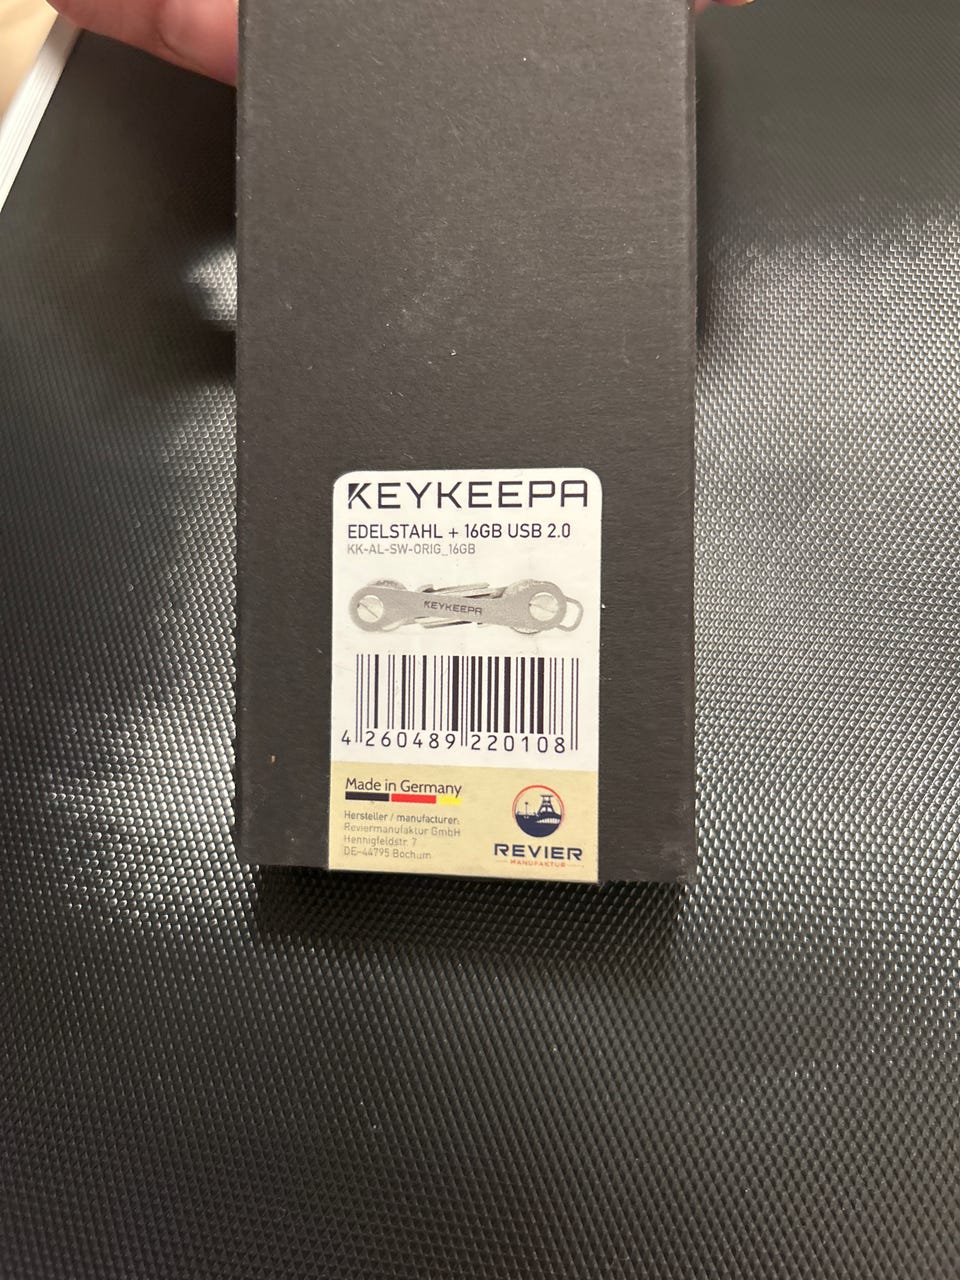 KEYKEEPA
EDELSTAHL + 16GB USB 2.0
KK-AL-SW-ORIG_16GB
KEYKEEPA
4 260489 220108
Made in Germany
Hersteller / manufacturer:
Reviermanufaktur GmbH
Hennigfeldstr. 7
DE-44795 Bochum
REVIER
MANUFAKTUR